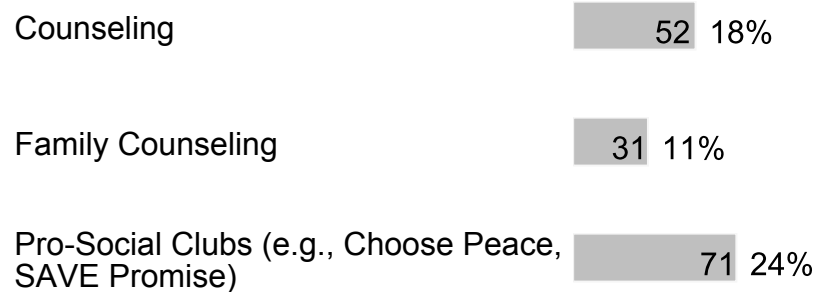 Counseling 52 18%
Family Counseling 31 11%
Pro-Social Clubs (e.g., Choose Peace,
SAVE Promise) 71 24%